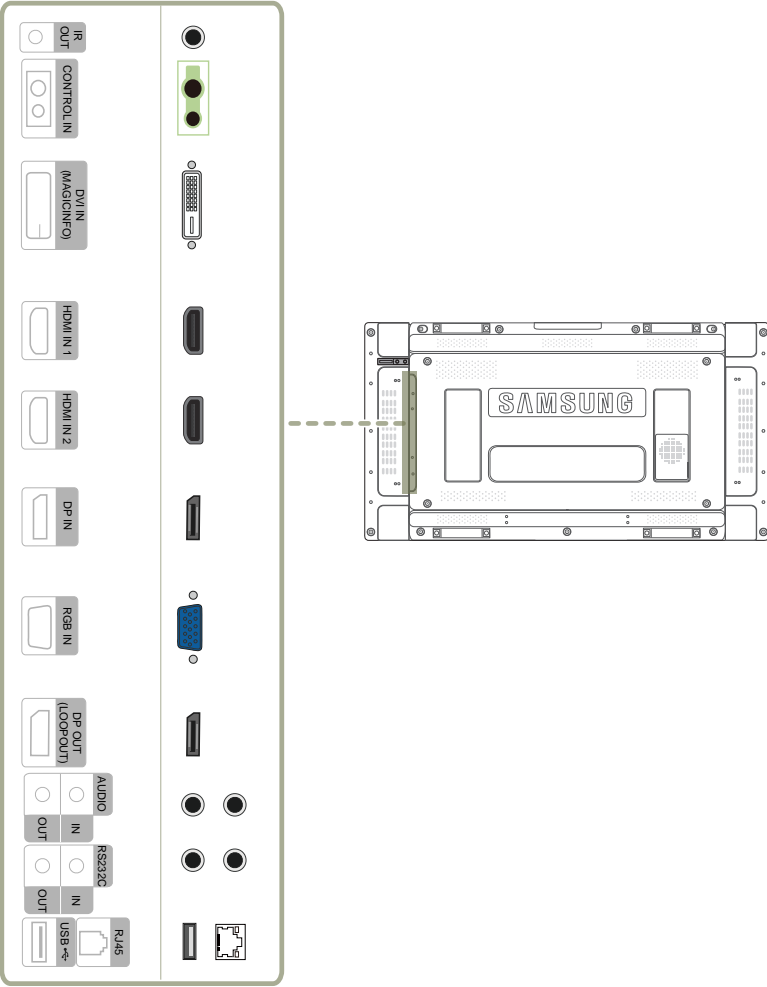 IR
OUT
CONTROL IN
DVI IN
(MAGICINFO)
HDMI IN 1
HDMI IN 2
DP IN
RGB IN
DP OUT
(LOOPOUT)
AUDIO
IN
OUT
RS232C
IN
OUT
RJ45
USB
SAMSUNG